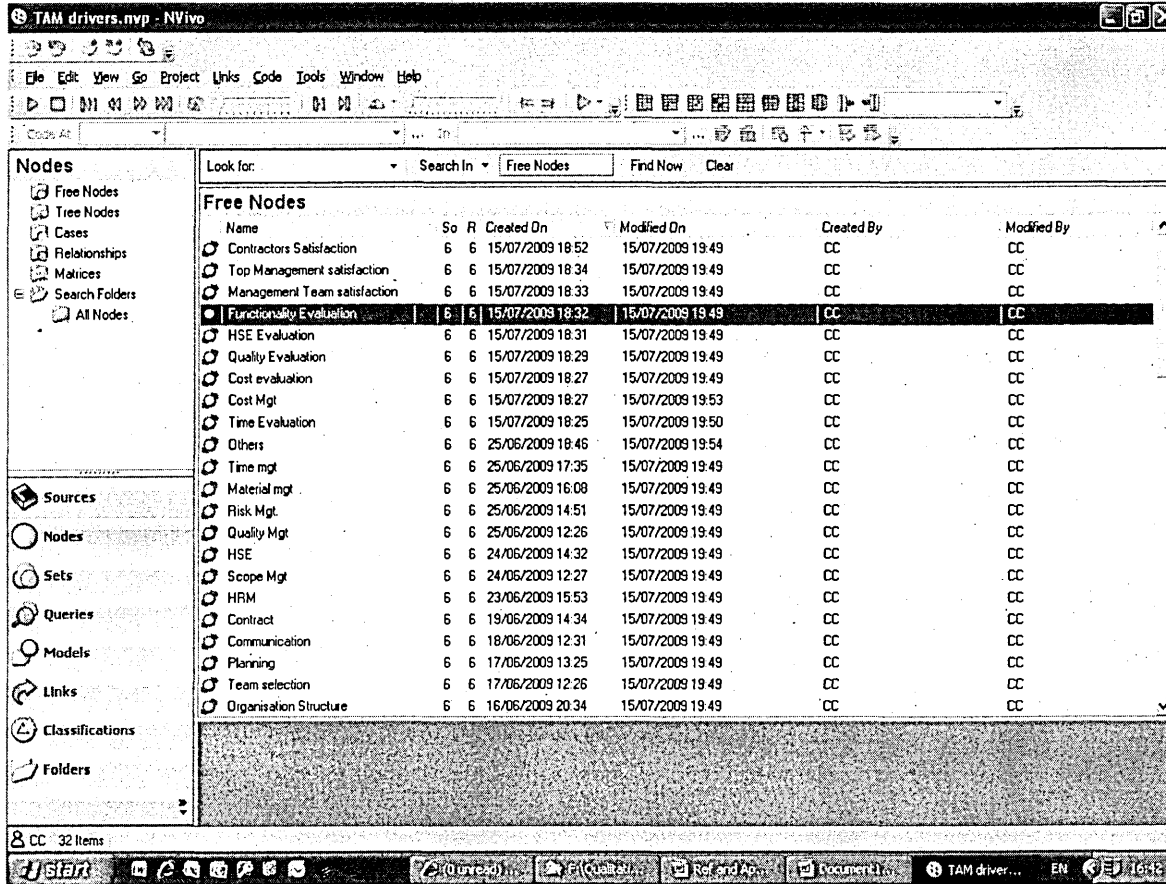 TAM drivers.nvp - NVivo
File Edit View Go Project Links Code Tools Window Help
Code At In
Nodes
Free Nodes
Tree Nodes
Cases
Relationships
Matrices
Search Folders
All Nodes
Look for: Search In Free Nodes Find Now Clear
Free Nodes
Name So R Created On Modified On Created By Modified By
Contractors Satisfaction 6 6 15/07/2009 18:52 15/07/2009 19:49 CC CC
Top Management satisfaction 6 6 15/07/2009 18:34 15/07/2009 19:49 CC CC
Management Team satisfaction 6 6 15/07/2009 18:33 15/07/2009 19:49 CC CC
Functionality Evaluation 6 6 15/07/2009 18:32 15/07/2009 19:49 CC CC
HSE Evaluation 6 6 15/07/2009 18:31 15/07/2009 19:49 CC CC
Quality Evaluation 6 6 15/07/2009 18:29 15/07/2009 19:49 CC CC
Cost evaluation 6 6 15/07/2009 18:27 15/07/2009 19:49 CC CC
Cost Mgt 6 6 15/07/2009 18:27 15/07/2009 19:53 CC CC
Time Evaluation 6 6 15/07/2009 18:25 15/07/2009 19:50 CC CC
Others 6 6 25/06/2009 18:46 15/07/2009 19:54 CC CC
Time mgt 6 6 25/06/2009 17:35 15/07/2009 19:49 CC CC
Material mgt 6 6 25/06/2009 16:08 15/07/2009 19:49 CC CC
Risk Mgt. 6 6 25/06/2009 14:51 15/07/2009 19:49 CC CC
Quality Mgt 6 6 25/06/2009 12:26 15/07/2009 19:49 CC CC
HSE 6 6 24/06/2009 14:32 15/07/2009 19:49 CC CC
Scope Mgt 6 6 24/06/2009 12:27 15/07/2009 19:49 CC CC
HRM 6 6 23/06/2009 15:53 15/07/2009 19:49 CC CC
Contract 6 6 19/06/2009 14:34 15/07/2009 19:49 CC CC
Communication 6 6 18/06/2009 12:31 15/07/2009 19:49 CC CC
Planning 6 6 17/06/2009 13:25 15/07/2009 19:49 CC CC
Team selection 6 6 17/06/2009 12:26 15/07/2009 19:49 CC CC
Organisation Structure 6 6 16/06/2009 20:34 15/07/2009 19:49 CC CC
Sources
Nodes
Sets
Queries
Models
Links
Classifications
Folders
CC 32 Items
start (0 unread) F:\Qualitati... Ref and Ap... Document1... TAM driver... EN 16:42